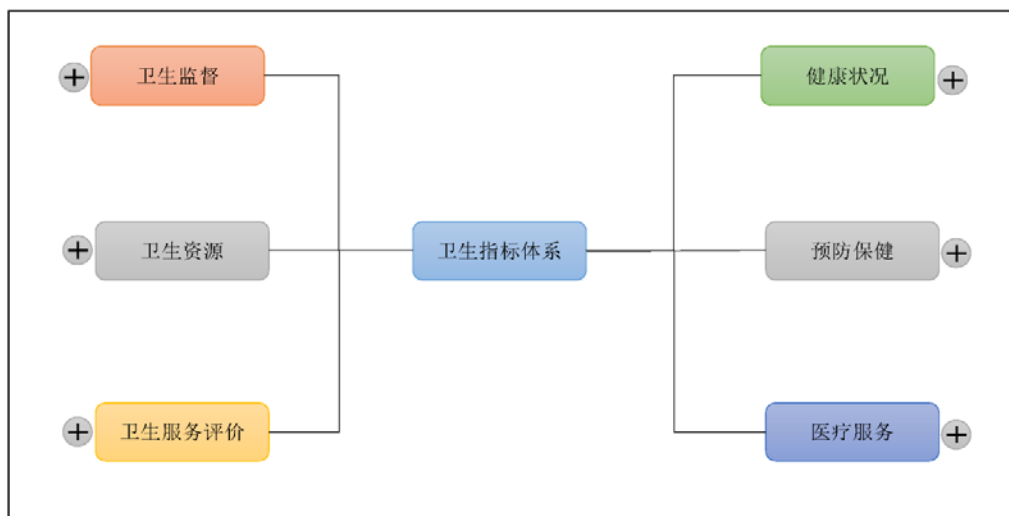 卫生监督
健康状况
卫生资源
卫生指标体系
预防保健
卫生服务评价
医疗服务